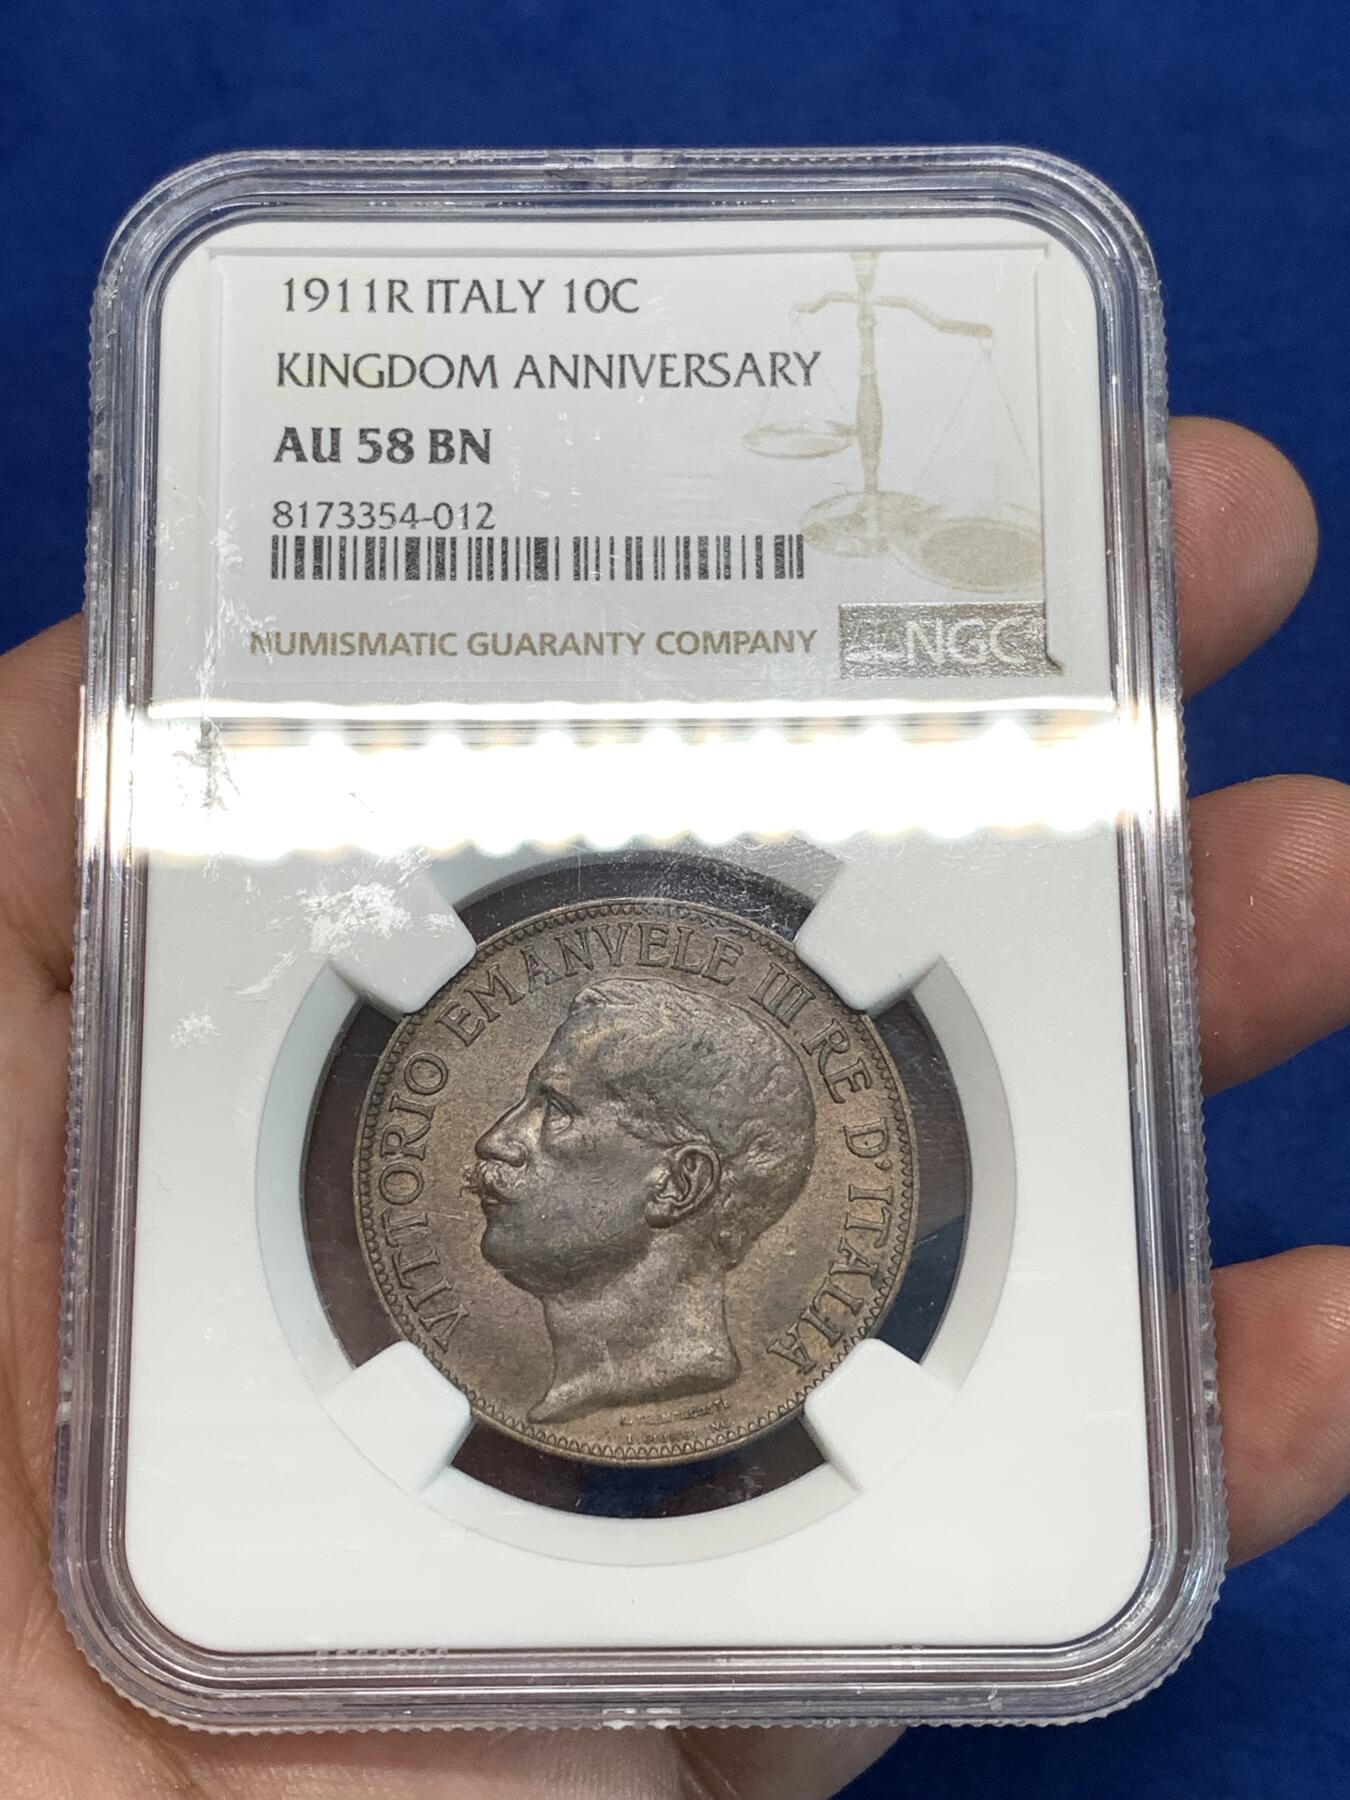 1911R ITALY 10C
KINGDOM ANNIVERSARY
AU 58 BN
8173354-012
NUMISMATIC GUARANTY COMPANY
NGC
VITTORIO EMANVELE III RE D'ITALIA